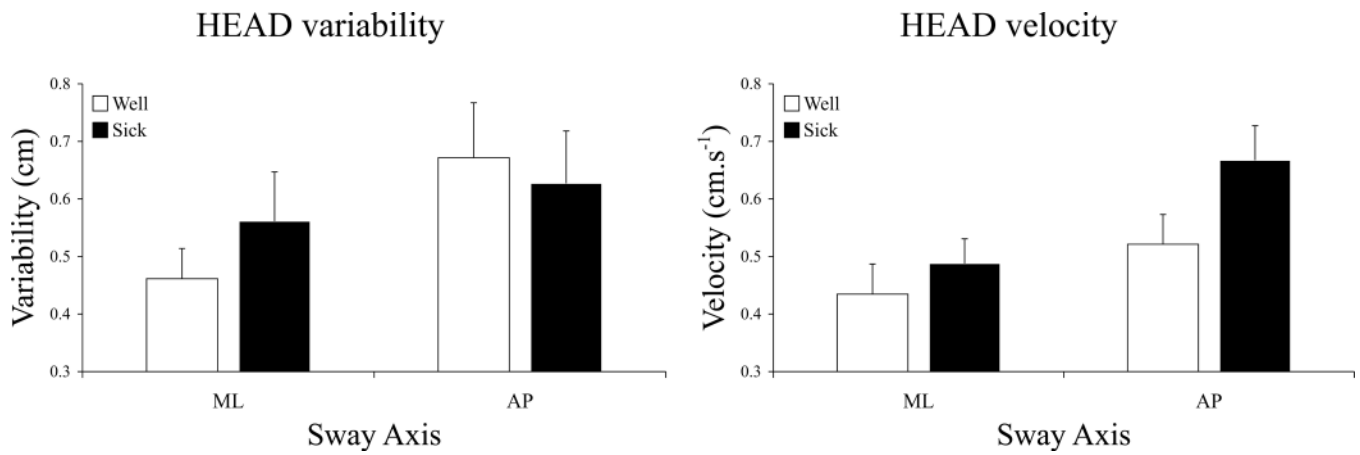 HEAD variability
Variability (cm)
0.8
0.7
0.6
0.5
0.4
0.3
Well
Sick
ML
AP
Sway Axis
HEAD velocity
Velocity (cm.s⁻¹)
0.8
0.7
0.6
0.5
0.4
0.3
Well
Sick
ML
AP
Sway Axis